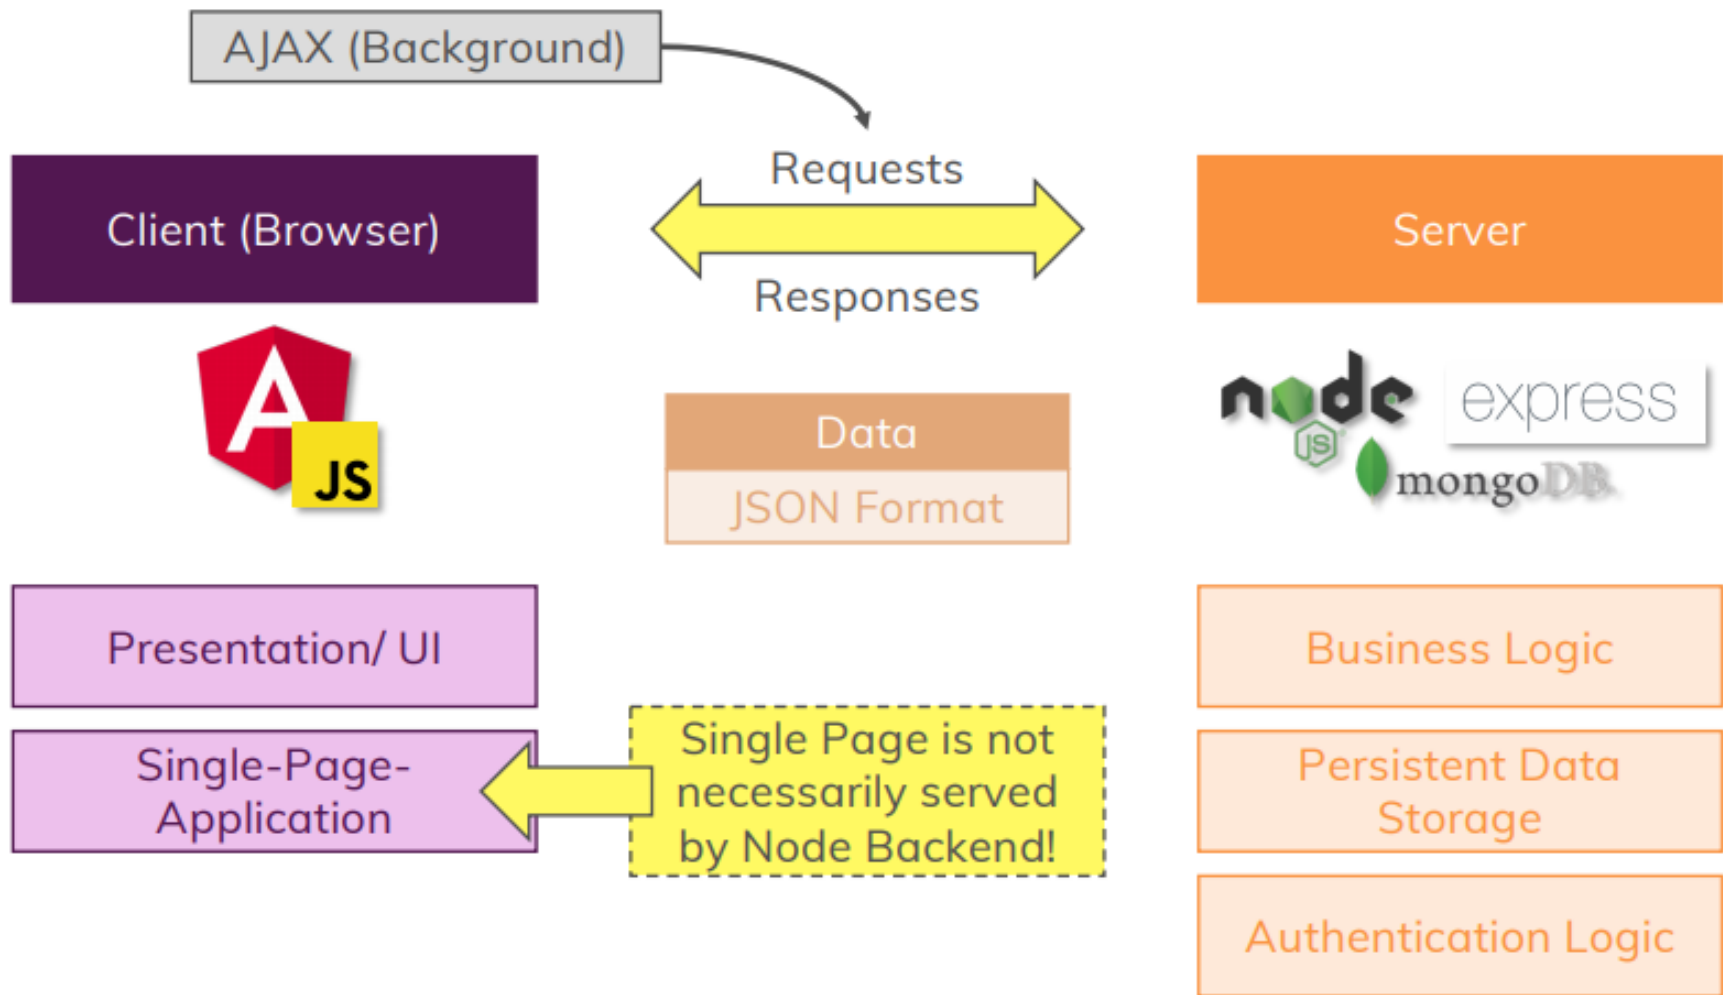 AJAX (Background)
Requests
Client (Browser)
Server
Responses
A
JS
node
JS
express
mongoDB.
Data
JSON Format
Presentation/ UI
Business Logic
Single-Page-
Application
Single Page is not
necessarily served
by Node Backend!
Persistent Data
Storage
Authentication Logic